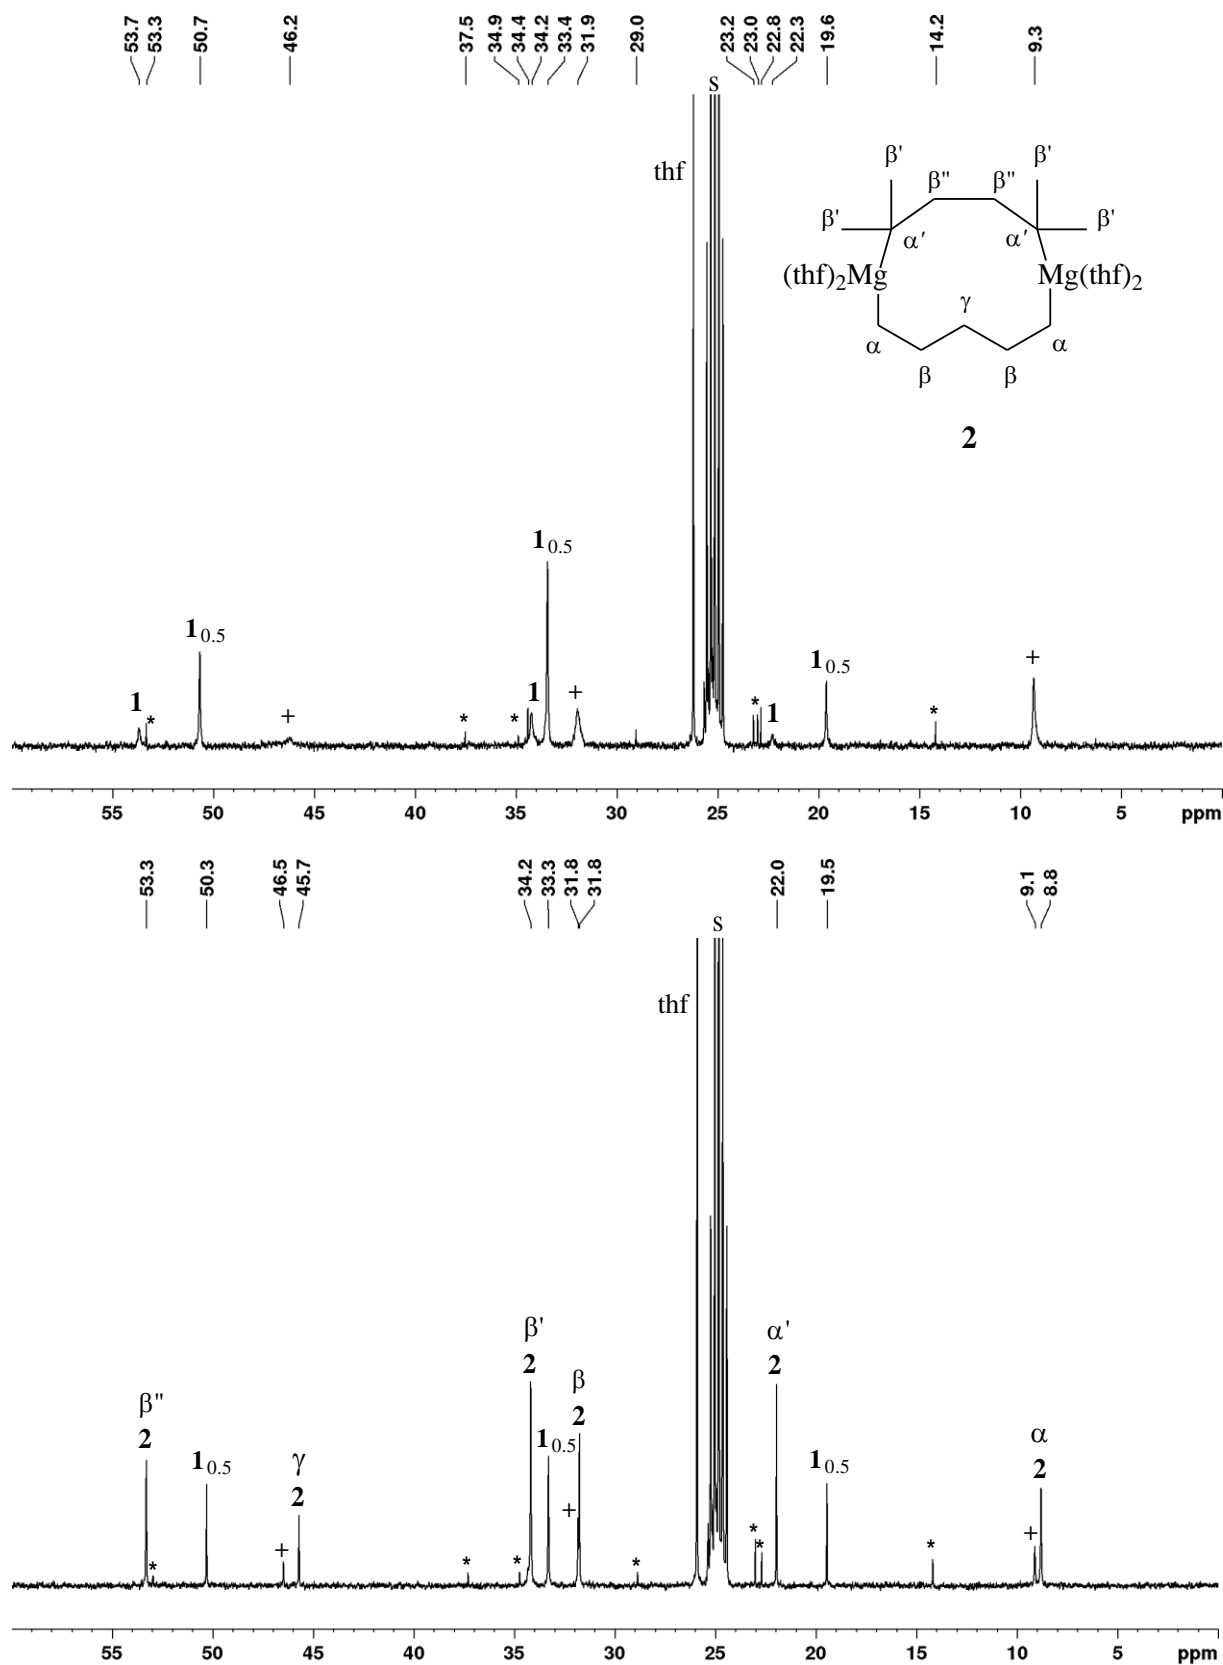 53.7 53.3 50.7 46.2 37.5 34.9 34.4 34.2 33.4 31.9 29.0 23.2 23.0 22.8 22.3 19.6 14.2 9.3
s
thf
β' β'
β'' β''
β' β'
α' α'
(thf)2Mg Mg(thf)2
γ
α α
β β
2
1₀.₅
1₀.₅
1 * + * * 1 + * 1 1₀.₅ * +
55 50 45 40 35 30 25 20 15 10 5 ppm
53.3 50.3 46.5 45.7 34.2 33.3 31.8 31.8 22.0 19.5 9.1 8.8
s
thf
β' α'
2 2
β'' β α
2 2 2
1₀.₅ γ 1₀.₅ 1₀.₅
2
* + * * + * * * * +
55 50 45 40 35 30 25 20 15 10 5 ppm